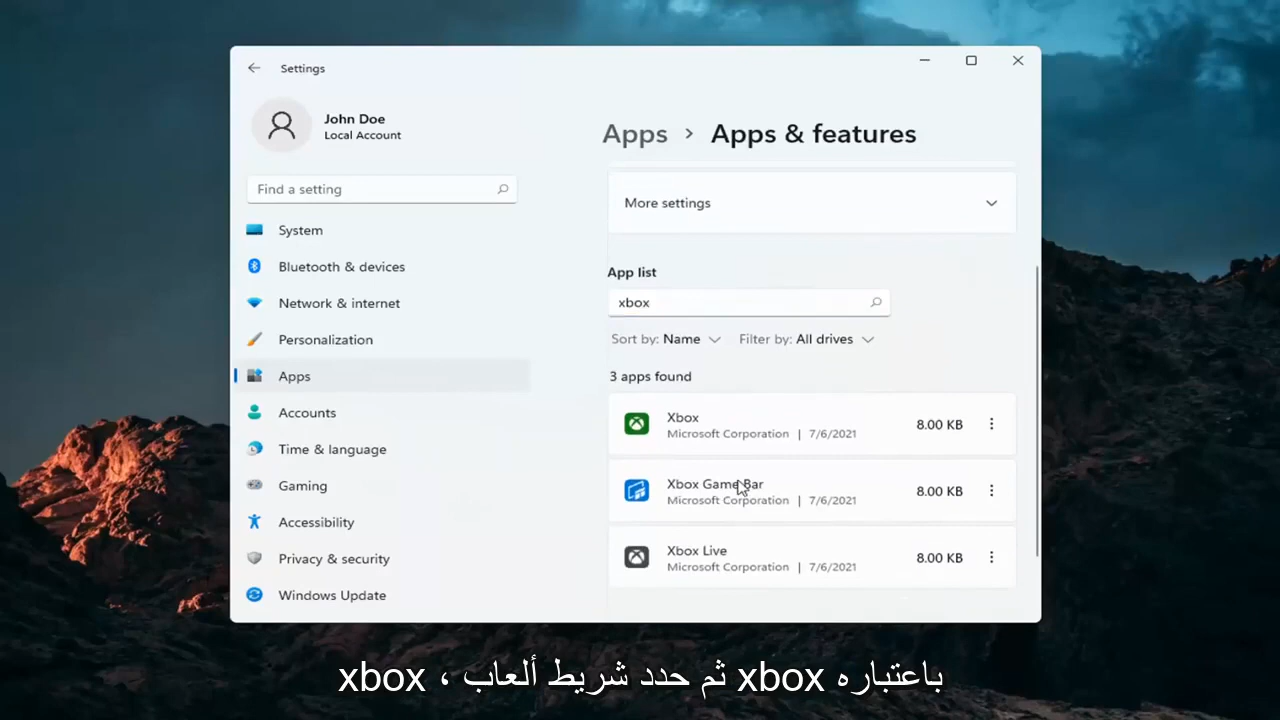 Settings
John Doe
Local Account
Find a setting
System
Bluetooth & devices
Network & internet
Personalization
Apps
Accounts
Time & language
Gaming
Accessibility
Privacy & security
Windows Update
Apps > Apps & features
More settings
App list
xbox
Sort by: Name Filter by: All drives
3 apps found
Xbox
Microsoft Corporation | 7/6/2021
8.00 KB
Xbox Game Bar
Microsoft Corporation | 7/6/2021
8.00 KB
Xbox Live
Microsoft Corporation | 7/6/2021
8.00 KB
باعتباره xbox ثم حدد شريط ألعاب ، xbox